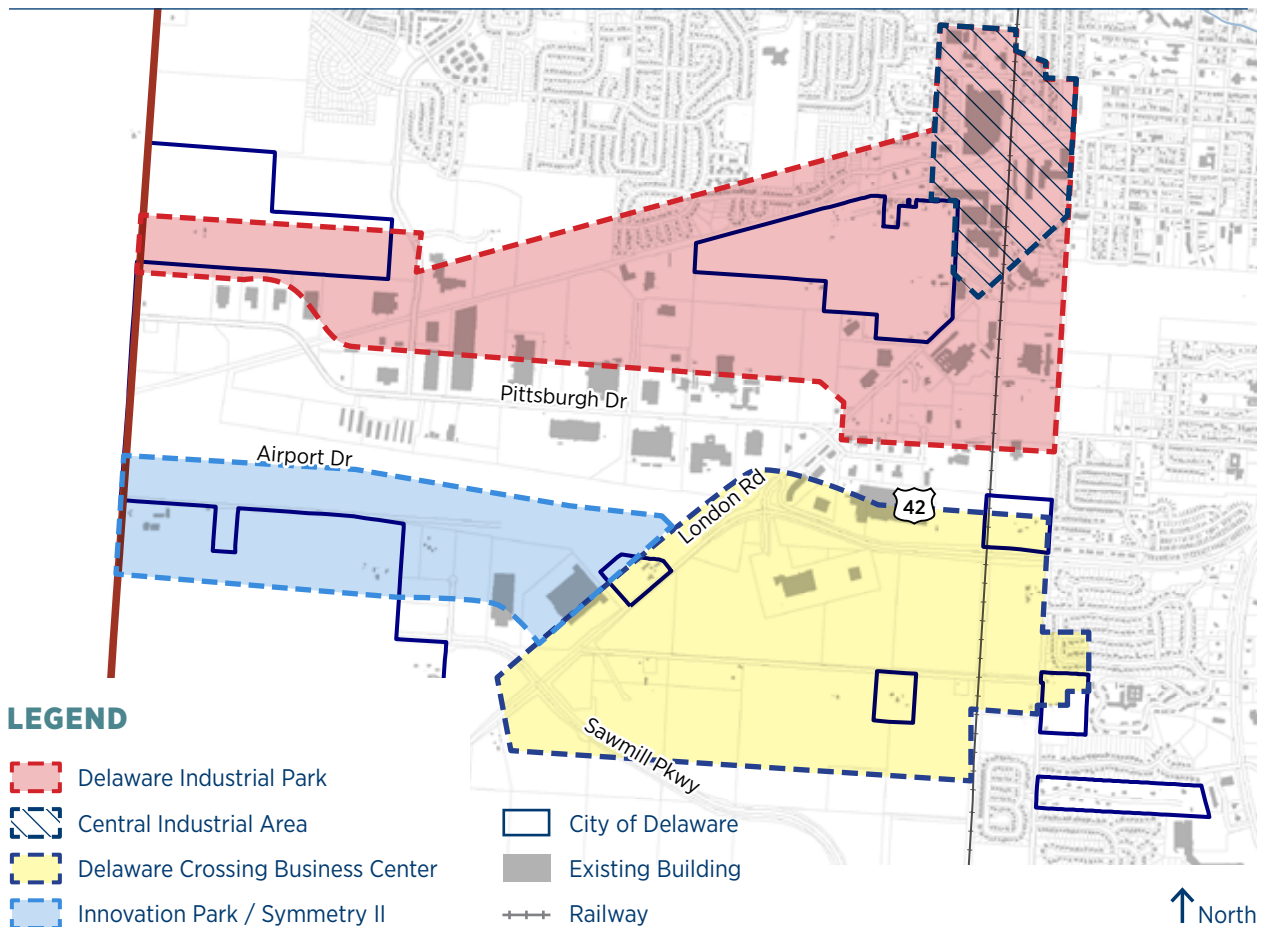 Pittsburgh Dr
Airport Dr
London Rd
42
Sawmill Pkwy
LEGEND
Delaware Industrial Park
Central Industrial Area
Delaware Crossing Business Center
Innovation Park / Symmetry II
City of Delaware
Existing Building
Railway
North